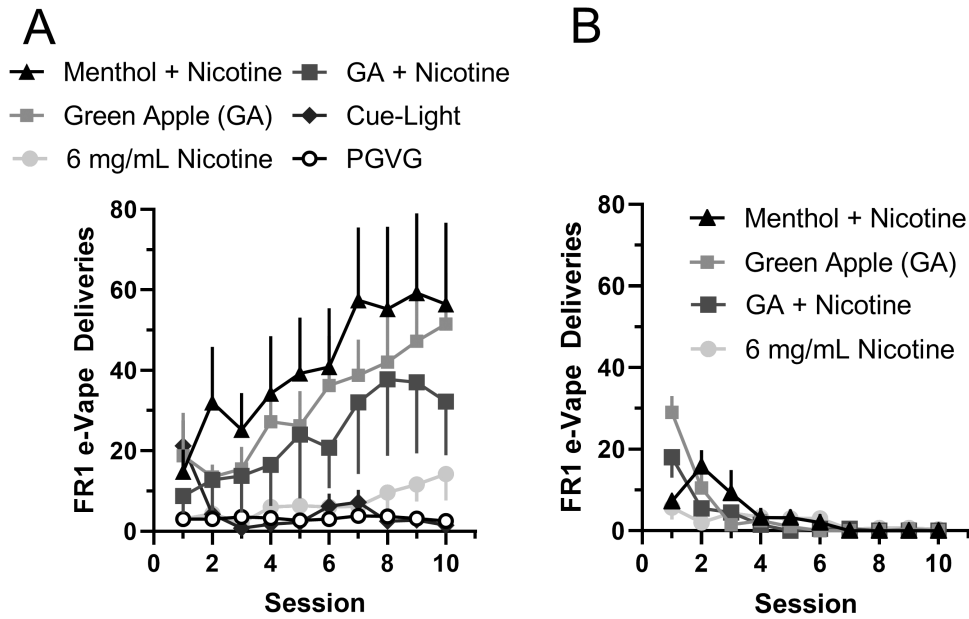 A
Menthol + Nicotine
GA + Nicotine
Green Apple (GA)
Cue-Light
6 mg/mL Nicotine
PGVG
FR1 e-Vape Deliveries
80
60
40
20
0
0 2 4 6 8 10
Session
B
Menthol + Nicotine
Green Apple (GA)
GA + Nicotine
6 mg/mL Nicotine
FR1 e-Vape Deliveries
80
60
40
20
0
0 2 4 6 8 10
Session